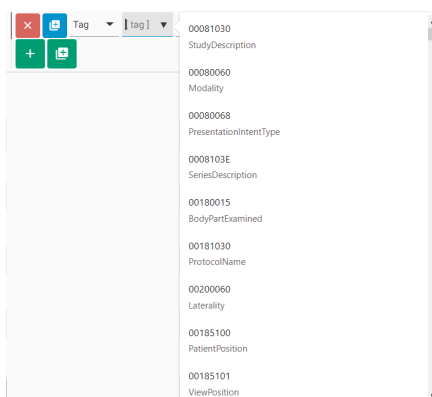 Tag
[tag]
00081030
StudyDescription
00080060
Modality
00080068
PresentationIntentType
0008103E
SeriesDescription
00180015
BodyPartExamined
00181030
ProtocolName
00200060
Laterality
00185100
PatientPosition
00185101
ViewPosition